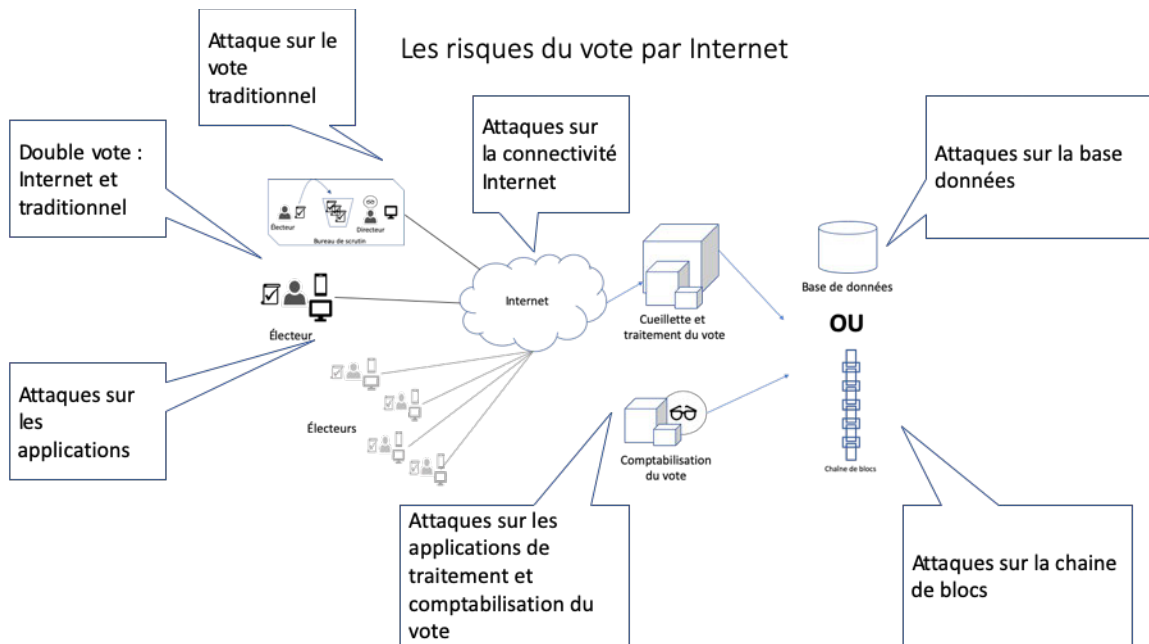 Les risques du vote par Internet
Attaque sur le
vote
traditionnel
Double vote :
Internet et
traditionnel
Attaques sur
la connectivité
Internet
Attaques sur la base
données
Électeur
Directeur
Bureau de scrutin
Internet
Cueillette et
traitement du vote
Base de données
OU
Électeur
Attaques sur
les
applications
Électeurs
Comptabilisation
du vote
Chaîne de blocs
Attaques sur les
applications de
traitement et
comptabilisation du
vote
Attaques sur la chaine
de blocs